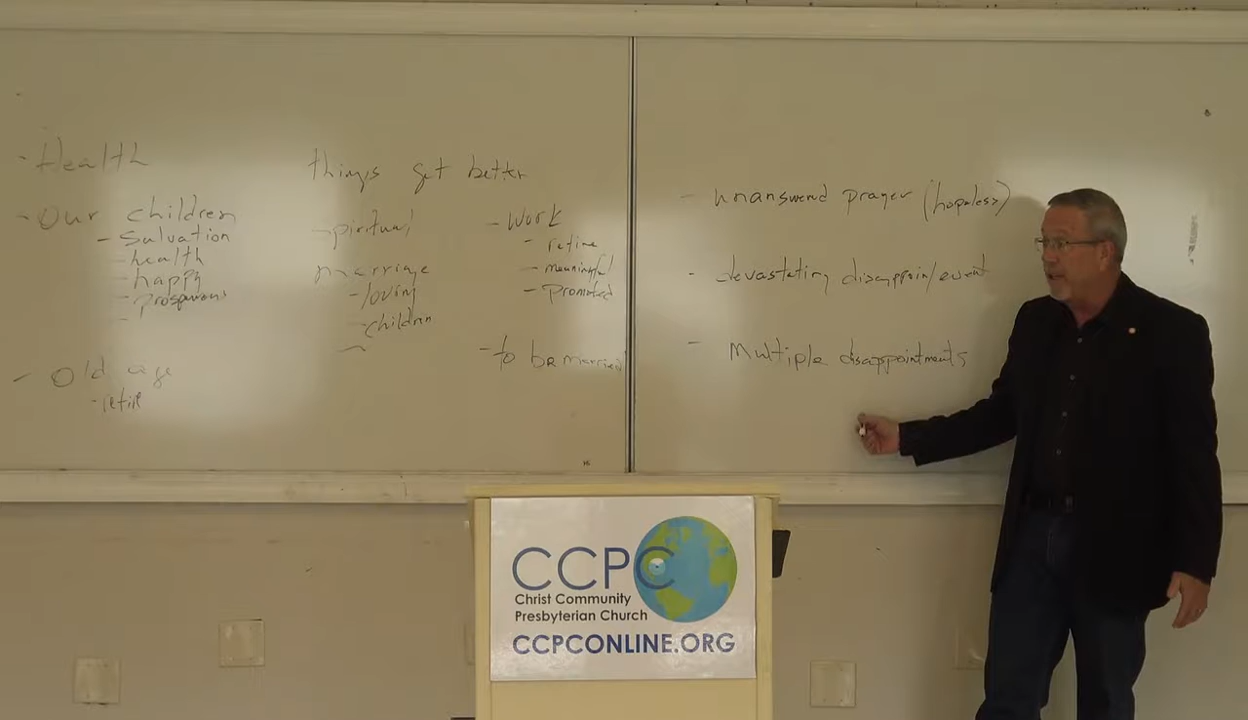 - Health
- Our children
- Salvation
- health
- happy
- prosperous
-
- Old age
- retire
things get better
- spiritual
marriage
- loving
- children
- Work
- retire
- meaningful
- Promoted
- to be married
- unanswered prayer (hopeless)
- devastating disappoin/event
- Multiple disappointments
CCPC
Christ Community
Presbyterian Church
CCPCONLINE.ORG